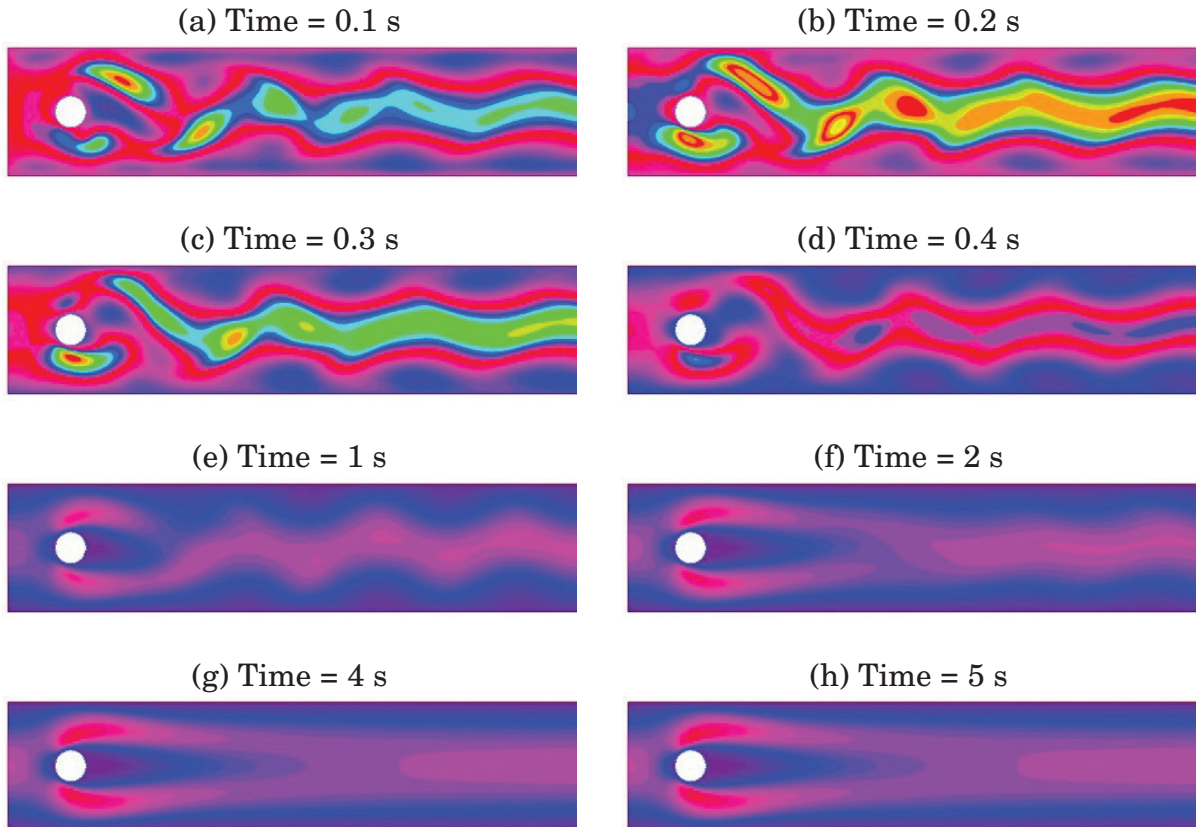 (a) Time = 0.1 s
(b) Time = 0.2 s
(c) Time = 0.3 s
(d) Time = 0.4 s
(e) Time = 1 s
(f) Time = 2 s
(g) Time = 4 s
(h) Time = 5 s